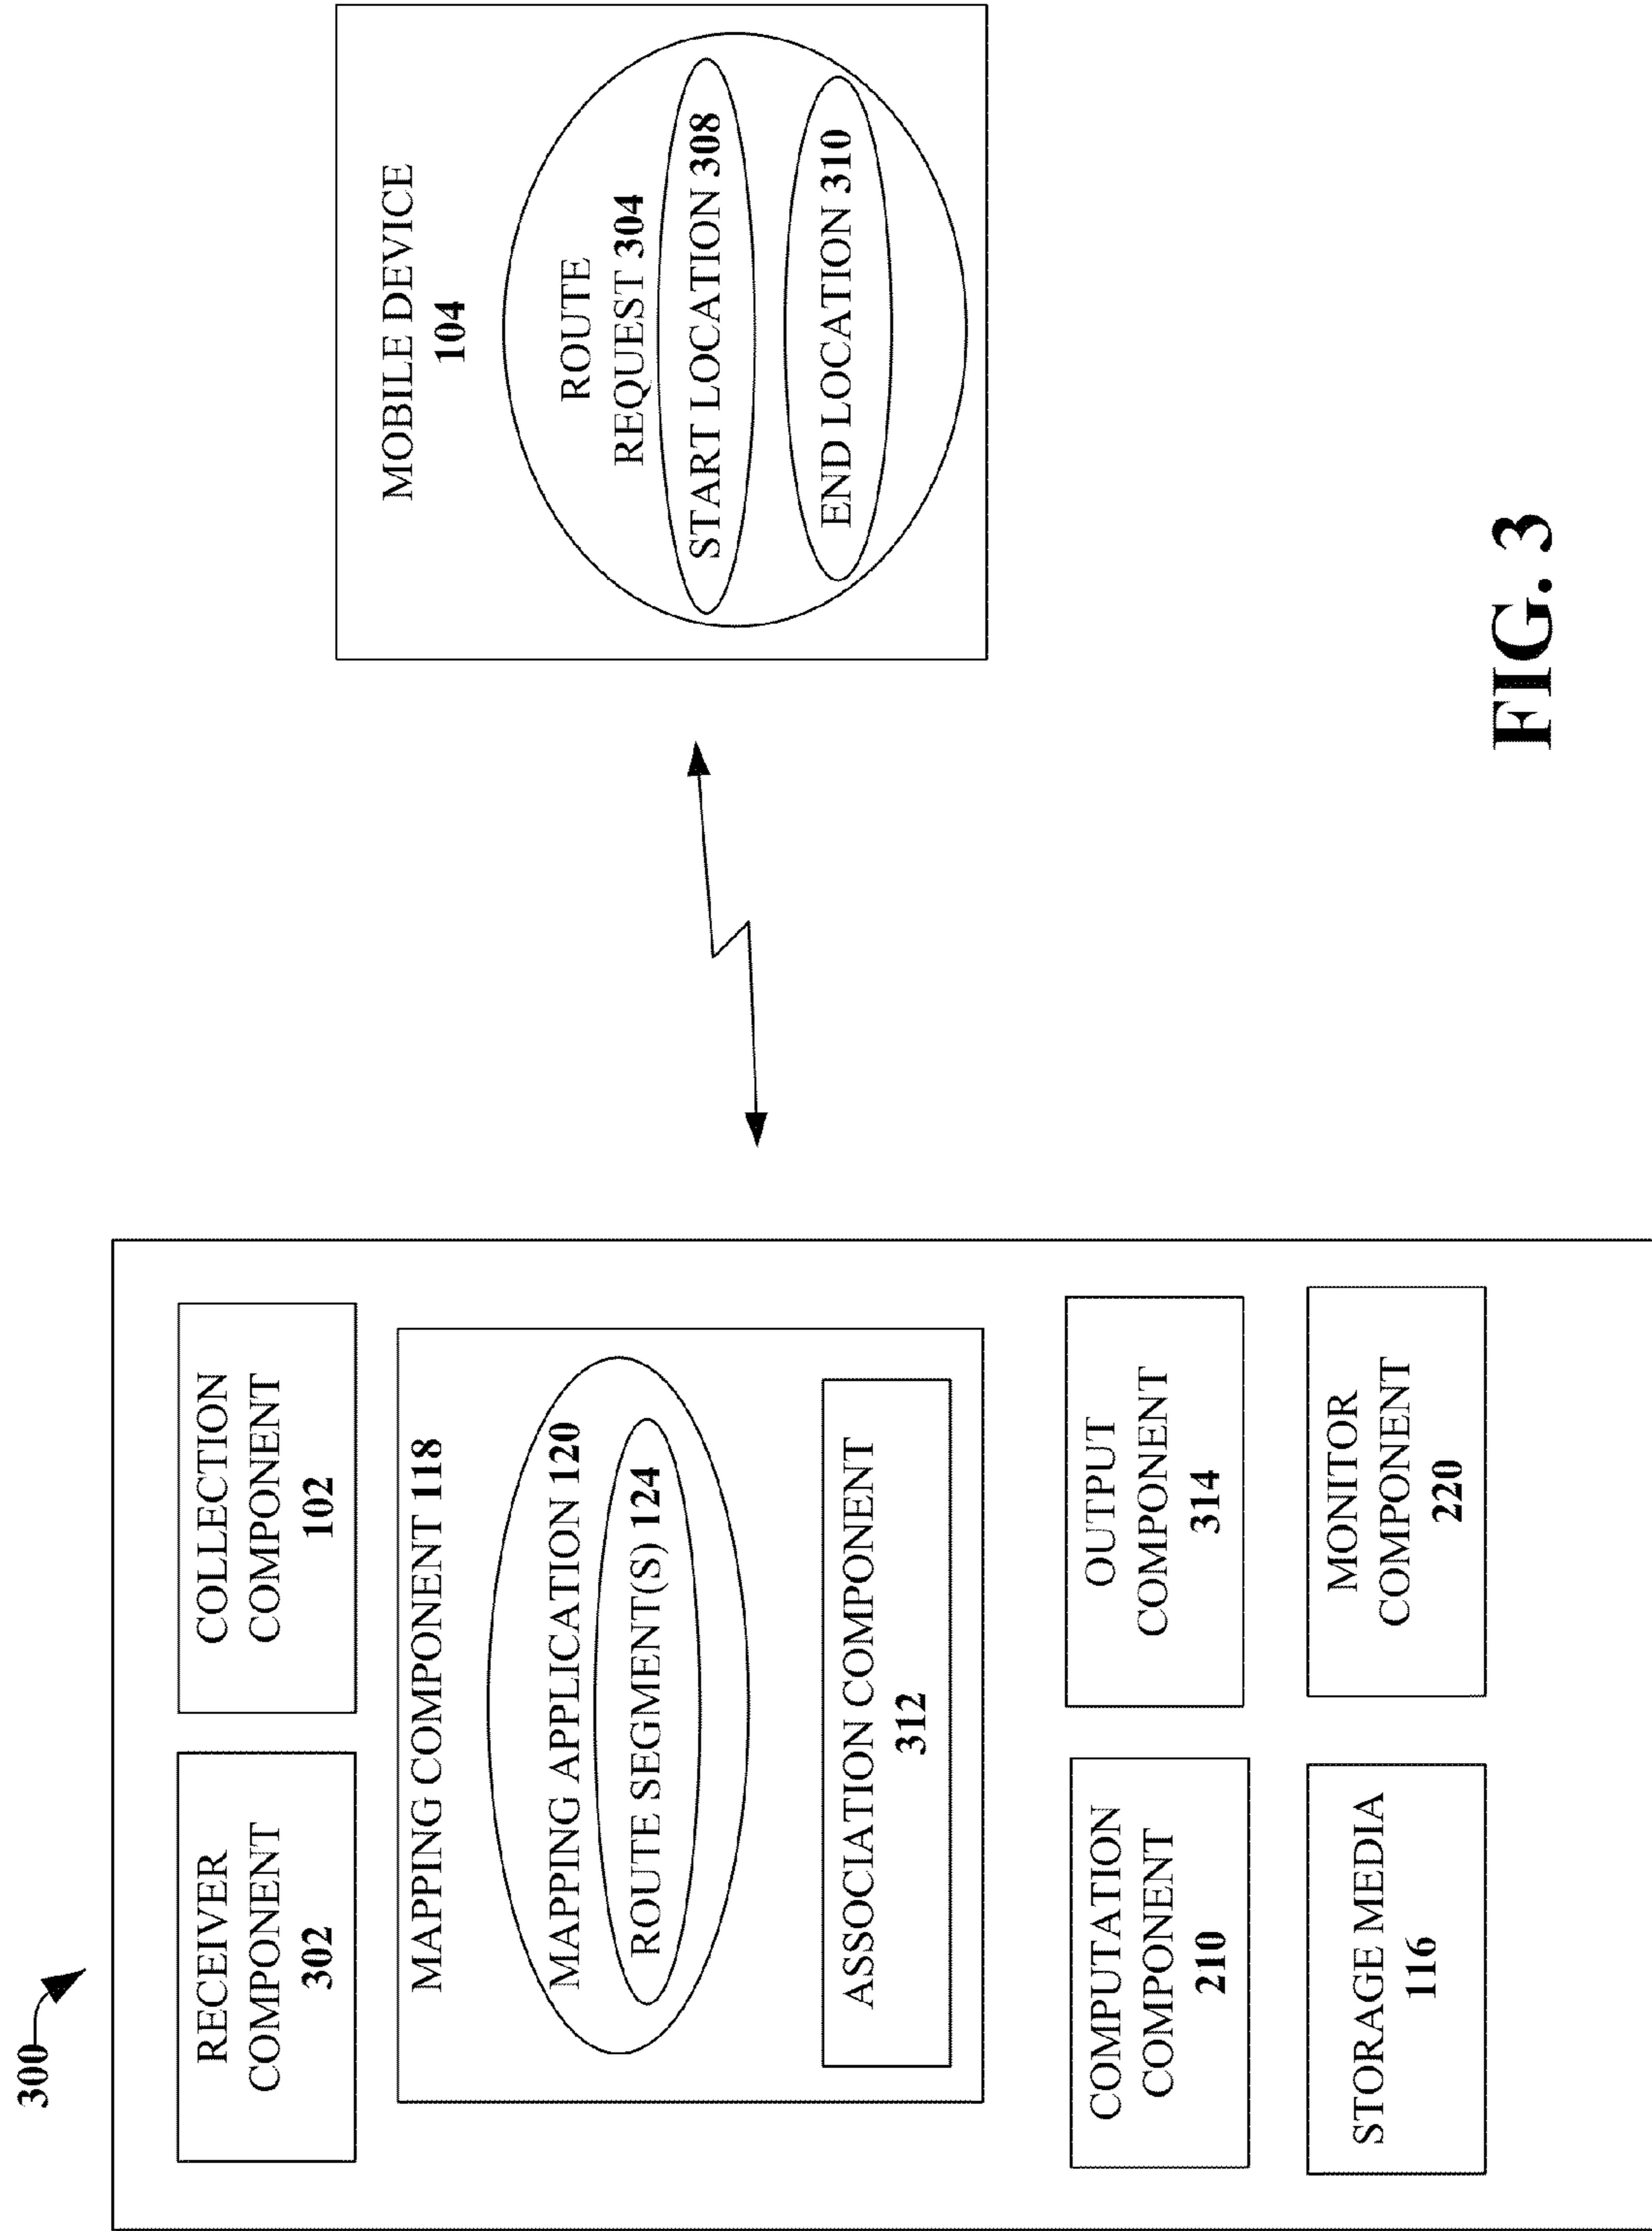 300
RECEIVER
COMPONENT
302
COLLECTION
COMPONENT
102
MAPPING COMPONENT 118
MAPPING APPLICATION 120
ROUTE SEGMENT(S) 124
ASSOCIATION COMPONENT
312
COMPUTATION
COMPONENT
210
OUTPUT
COMPONENT
314
STORAGE MEDIA
116
MONITOR
COMPONENT
220
MOBILE DEVICE
104
ROUTE
REQUEST 304
START LOCATION 308
END LOCATION 310
FIG. 3